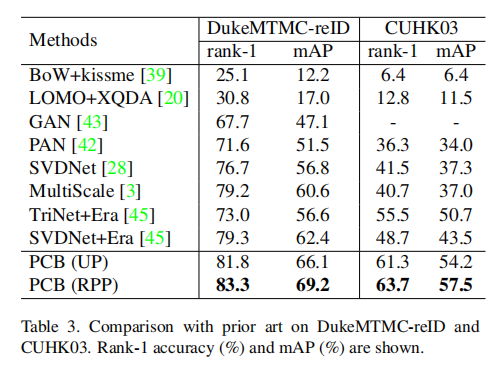 Methods DukeMTMC-reID CUHK03
rank-1 mAP rank-1 mAP
BoW+kissme [39] 25.1 12.2 6.4 6.4
LOMO+XQDA [20] 30.8 17.0 12.8 11.5
GAN [43] 67.7 47.1 - -
PAN [42] 71.6 51.5 36.3 34.0
SVDNet [28] 76.7 56.8 41.5 37.3
MultiScale [3] 79.2 60.6 40.7 37.0
TriNet+Era [45] 73.0 56.6 55.5 50.7
SVDNet+Era [45] 79.3 62.4 48.7 43.5
PCB (UP) 81.8 66.1 61.3 54.2
PCB (RPP) 83.3 69.2 63.7 57.5
Table 3. Comparison with prior art on DukeMTMC-reID and
CUHK03. Rank-1 accuracy (%) and mAP (%) are shown.